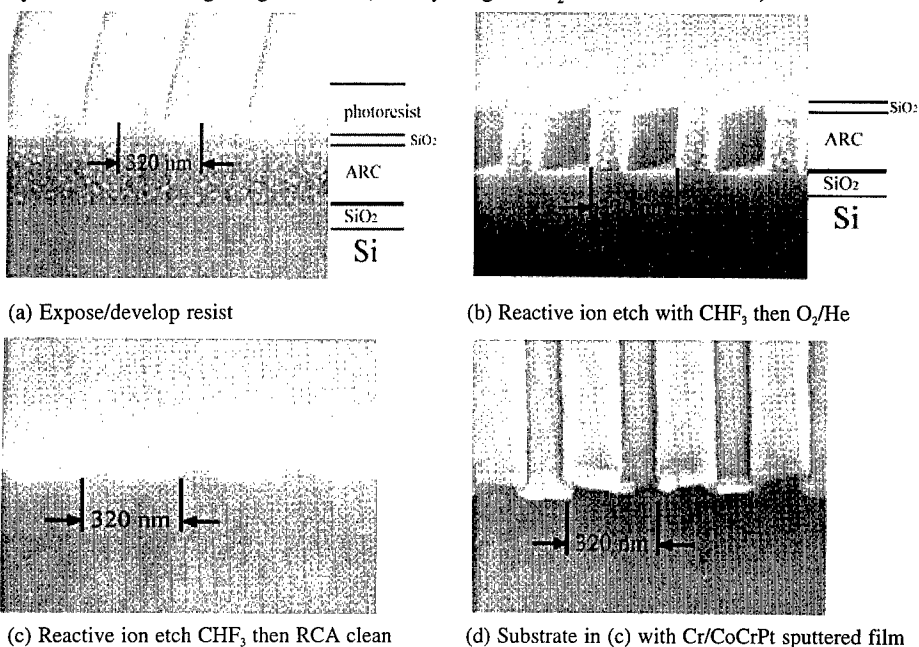 photoresist
SiO₂
320 nm
ARC
SiO₂
Si
SiO₂
ARC
SiO₂
Si
(a) Expose/develop resist
(b) Reactive ion etch with CHF₃ then O₂/He
320 nm
320 nm
(c) Reactive ion etch CHF₃ then RCA clean
(d) Substrate in (c) with Cr/CoCrPt sputtered film